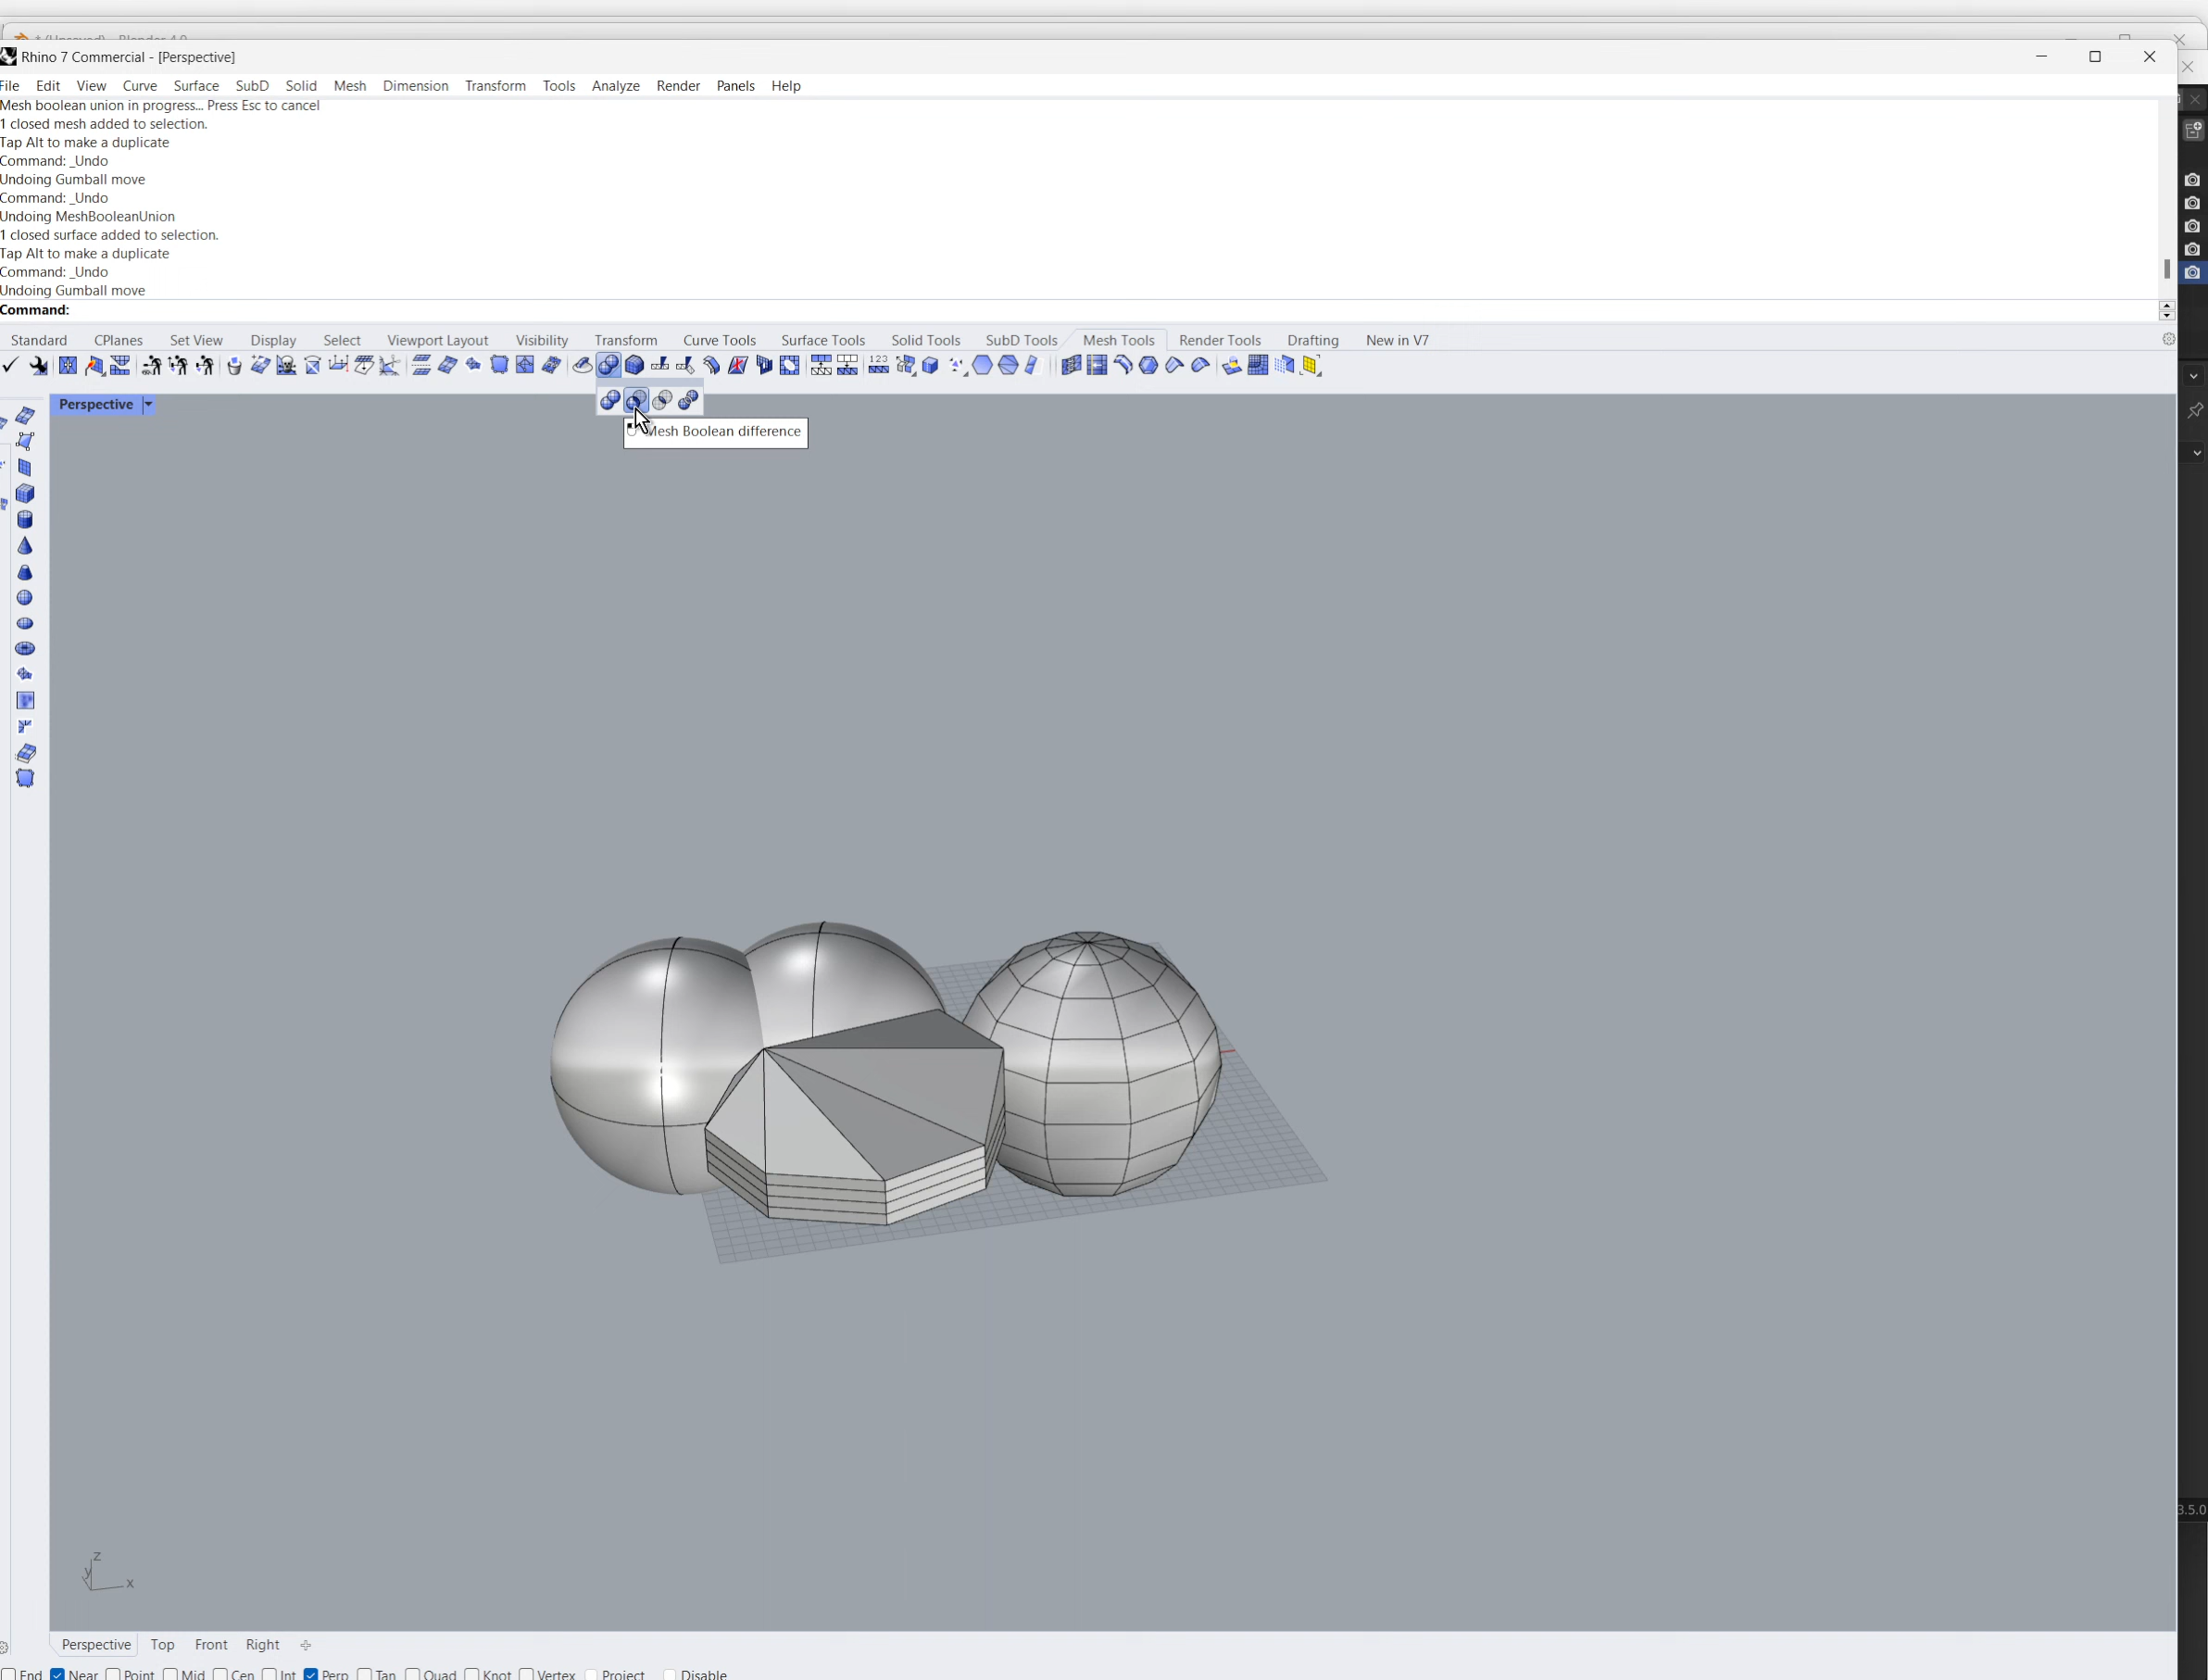 Rhino 7 Commercial - [Perspective]
File Edit View Curve Surface SubD Solid Mesh Dimension Transform Tools Analyze Render Panels Help
Mesh boolean union in progress... Press Esc to cancel
1 closed mesh added to selection.
Tap Alt to make a duplicate
Command: _Undo
Undoing Gumball move
Command: _Undo
Undoing MeshBooleanUnion
1 closed surface added to selection.
Tap Alt to make a duplicate
Command: _Undo
Undoing Gumball move
Command:
Standard CPlanes Set View Display Select Viewport Layout Visibility Transform Curve Tools Surface Tools Solid Tools SubD Tools Mesh Tools Render Tools Drafting New in V7
123
Perspective
Mesh Boolean difference
3.5.0
z
y
x
Perspective Top Front Right
End Near Point Mid Cen Int Perp Tan Quad Knot Vertex Project Disable